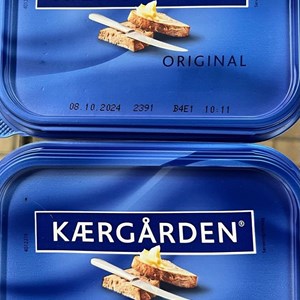 ORIGINAL
08.10.2024 2391 B4E1 10:11
KÆRGÅRDEN®